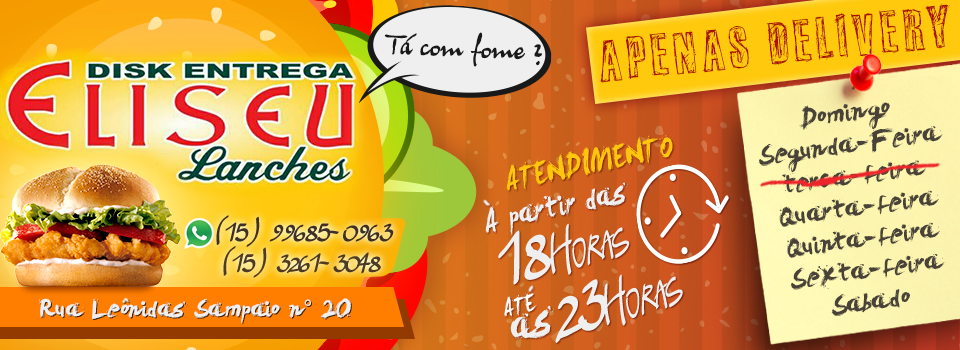 DISK ENTREGA
ELISEU
Lanches
(15) 99685-0963
(15) 3261-3048
Rua Leônidas Sampaio n° 20
Tá com fome?
ATENDIMENTO
À partir das
18HORAS
ATÉ
às 23HORAS
APENAS DELIVERY
Domingo
Segunda-Feira
terça-feira
Quarta-feira
Quinta-feira
Sexta-feira
Sabado